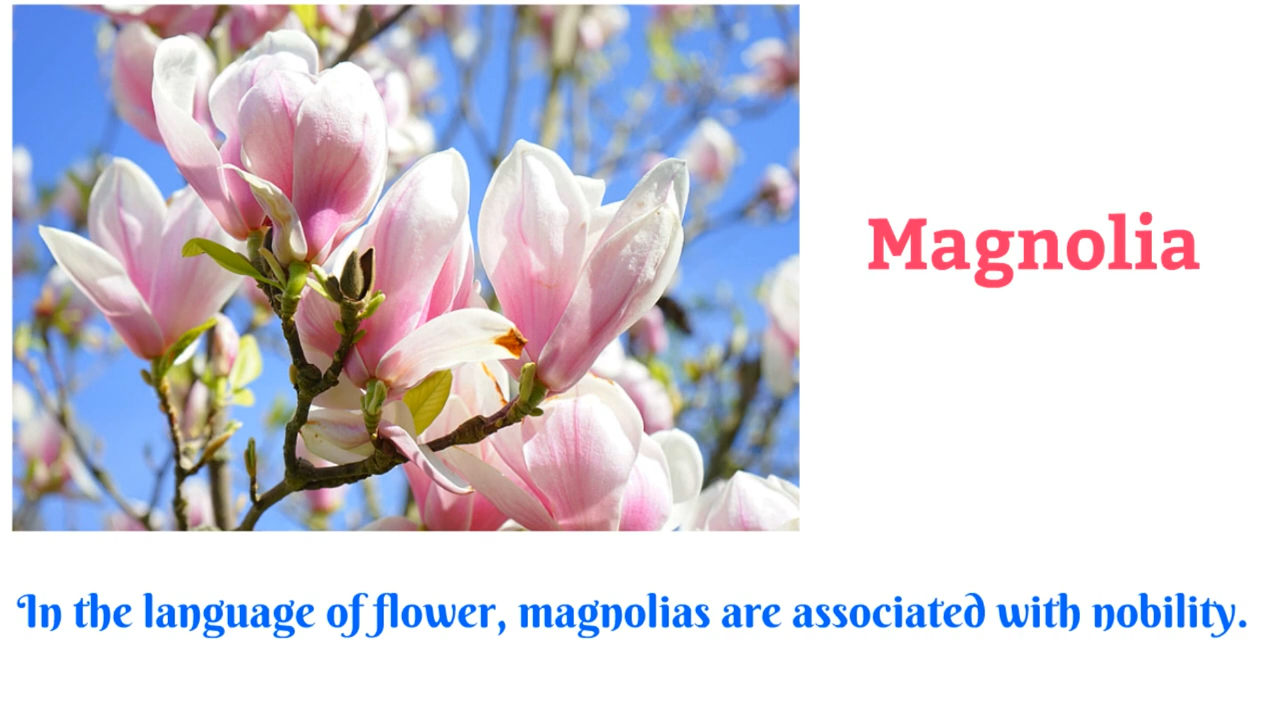 Magnolia
In the language of flower, magnolias are associated with nobility.